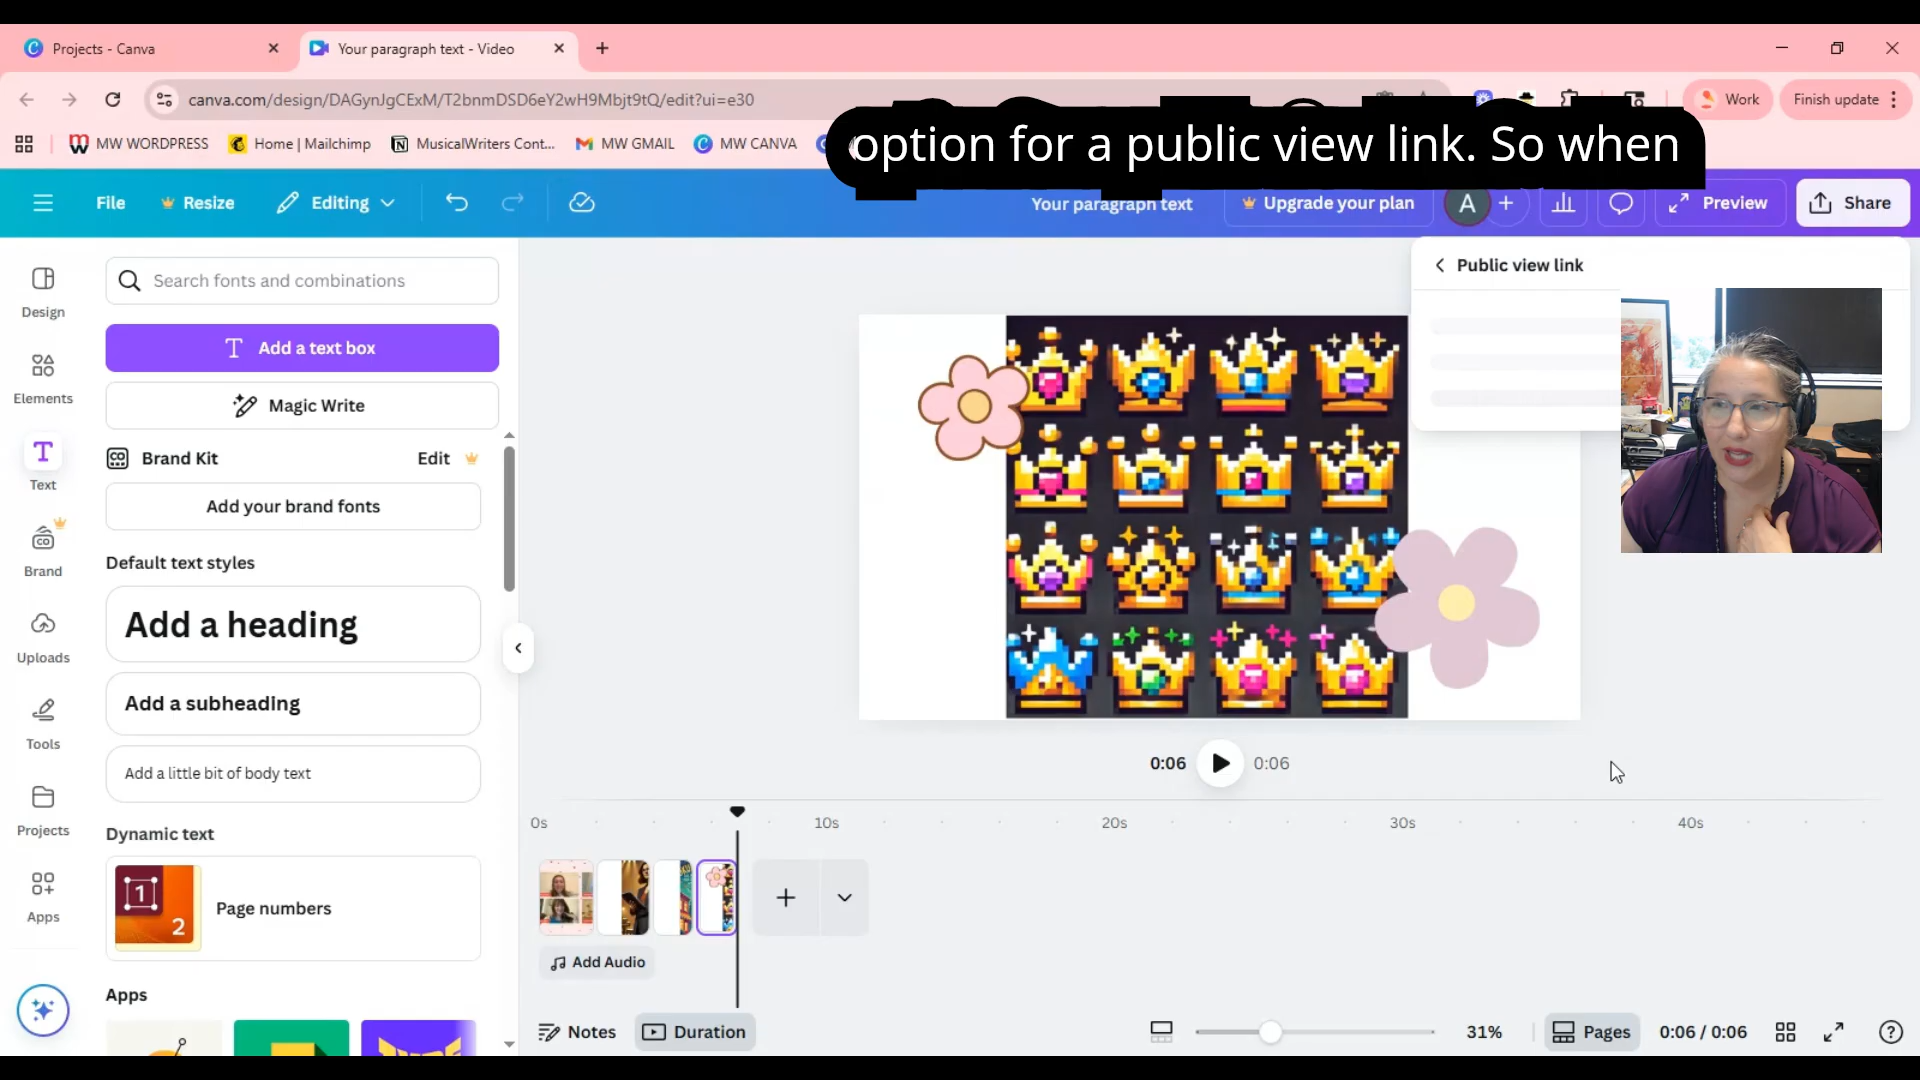 Projects - Canva
Your paragraph text - Video
canva.com/design/DAGynJgCExM/T2bnmDSD6eY2wH9Mbjt9tQ/edit?ui=e30
Work
Finish update
MW WORDPRESS
Home | Mailchimp
MusicalWriters Cont...
MW GMAIL
MW CANVA
option for a public view link. So when
File
Resize
Editing
Your paragraph text
Upgrade your plan
A
Preview
Share
Design
Elements
Text
Brand
Uploads
Tools
Projects
Apps
Search fonts and combinations
Add a text box
Magic Write
Brand Kit
Edit
Add your brand fonts
Default text styles
Add a heading
Add a subheading
Add a little bit of body text
Dynamic text
1
2
Page numbers
Apps
Public view link
0:06
0:06
0s
10s
20s
30s
40s
Add Audio
Notes
Duration
31%
Pages
0:06 / 0:06